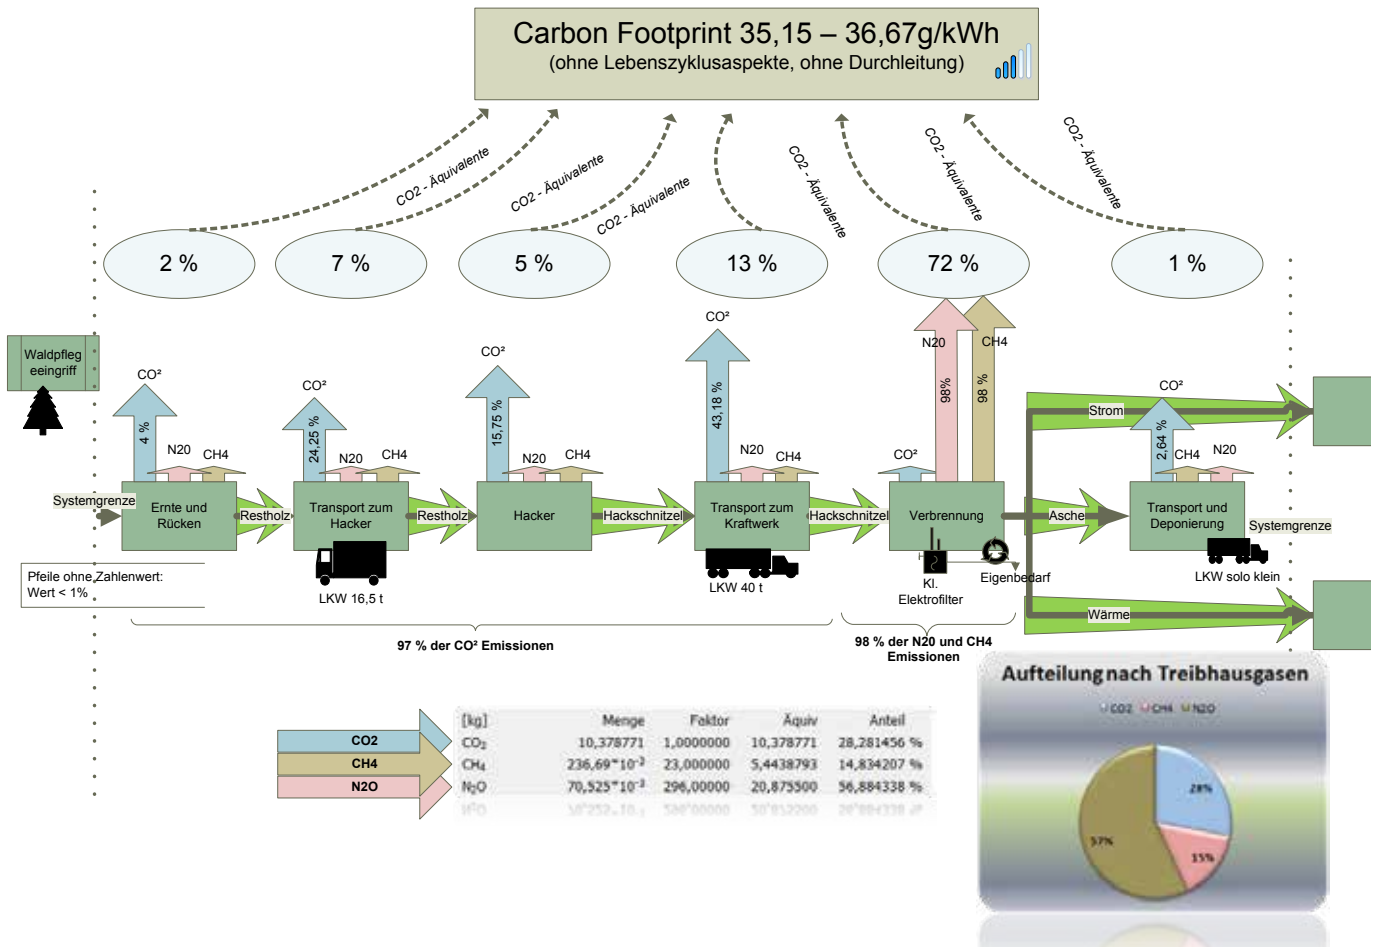 Carbon Footprint 35,15 – 36,67g/kWh
(ohne Lebenszyklusaspekte, ohne Durchleitung)
CO2 - Äquivalente
CO2 - Äquivalente
CO2 - Äquivalente
CO2 - Äquivalente
CO2 - Äquivalente
CO2 - Äquivalente
2 %
7 %
5 %
13 %
72 %
1 %
Waldpfleg
eeingriff
CO²
4 %
N20
CH4
CO²
24,25 %
N20
CH4
CO²
15,75 %
N20
CH4
CO²
43,18 %
N20
CH4
CO²
N20
98%
CH4
98 %
CO²
2,64 %
CH4
N20
Strom
Systemgrenze
Ernte und
Rücken
Restholz
Transport zum
Hacker
Restholz
Hacker
Hackschnitzel
Transport zum
Kraftwerk
Hackschnitzel
Verbrennung
Asche
Transport und
Deponierung
Systemgrenze
LKW 16,5 t
LKW 40 t
Kl.
Elektrofilter
Eigenbedarf
LKW solo klein
Wärme
Pfeile ohne Zahlenwert:
Wert < 1%
97 % der CO² Emissionen
98 % der N20 und CH4
Emissionen
CO2
CH4
N2O
[kg] Menge Faktor Äquiv Anteil
CO₂ 10,378771 1,0000000 10,378771 28,281456 %
CH₄ 236,69*10⁻³ 23,000000 5,4438793 14,834207 %
N₂O 70,525*10⁻³ 296,00000 20,875500 56,884338 %
Aufteilung nach Treibhausgasen
CO2 CH4 N2O
28%
15%
57%